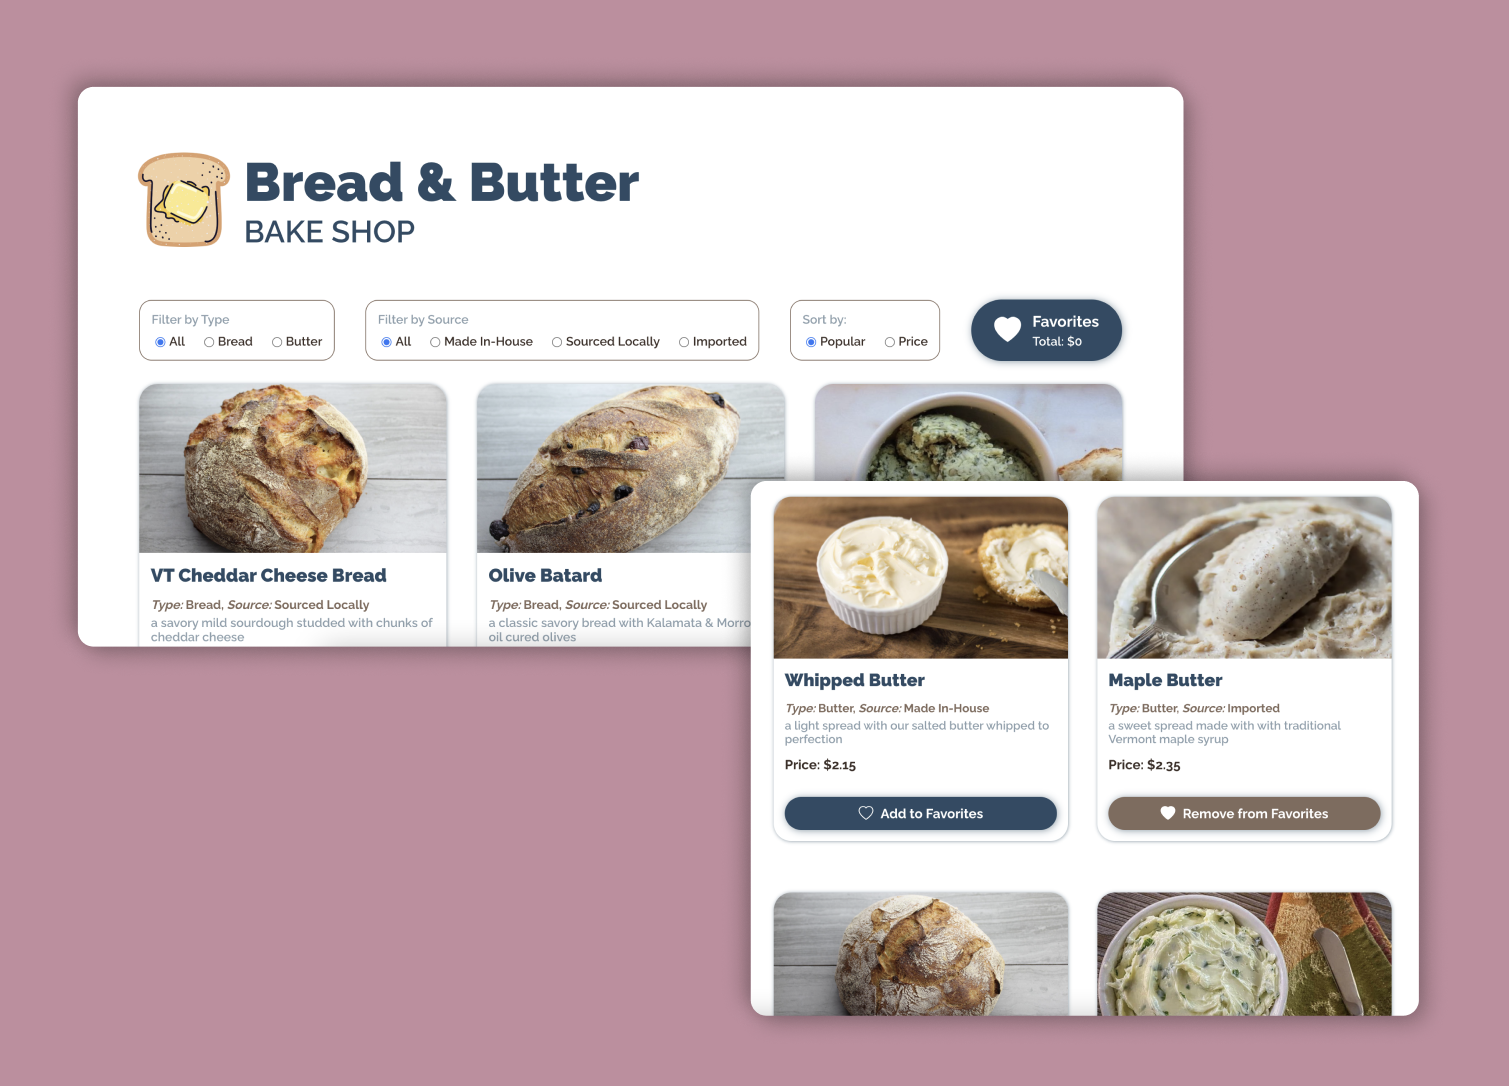 Bread & Butter
BAKE SHOP
Filter by Type
All Bread Butter
Filter by Source
All Made In-House Sourced Locally Imported
Sort by:
Popular Price
Favorites
Total: $0
VT Cheddar Cheese Bread
Type: Bread, Source: Sourced Locally
a savory mild sourdough studded with chunks of
cheddar cheese
Olive Batard
Type: Bread, Source: Sourced Locally
a classic savory bread with Kalamata & Morro
oil cured olives
Whipped Butter
Type: Butter, Source: Made In-House
a light spread with our salted butter whipped to
perfection
Price: $2.15
Add to Favorites
Maple Butter
Type: Butter, Source: Imported
a sweet spread made with with traditional
Vermont maple syrup
Price: $2.35
Remove from Favorites